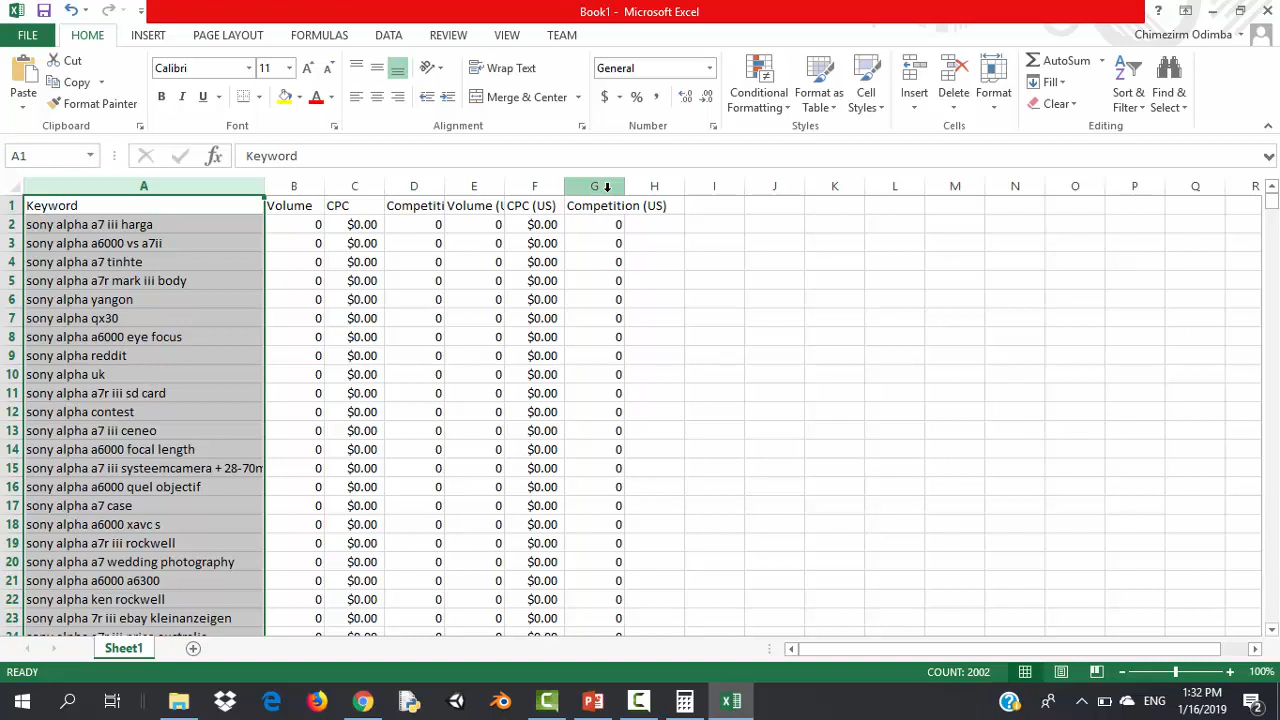 Book1 - Microsoft Excel
FILE HOME INSERT PAGE LAYOUT FORMULAS DATA REVIEW VIEW TEAM Chimezirm Odimba
Paste
Cut
Copy
Format Painter
Clipboard
Calibri 11
B I U
Font
Wrap Text
Merge & Center
Alignment
General
$ % ,
Number
Conditional Formatting
Format as Table
Cell Styles
Styles
Insert Delete Format
Cells
AutoSum
Fill
Clear
Sort & Filter
Find & Select
Editing
A1 fx Keyword
A B C D E F G H I J K L M N O P Q R
1 Keyword Volume CPC Competiti Volume (U CPC (US) Competition (US)
2 sony alpha a7 iii harga 0 $0.00 0 0 $0.00 0
3 sony alpha a6000 vs a7ii 0 $0.00 0 0 $0.00 0
4 sony alpha a7 tinhte 0 $0.00 0 0 $0.00 0
5 sony alpha a7r mark iii body 0 $0.00 0 0 $0.00 0
6 sony alpha yangon 0 $0.00 0 0 $0.00 0
7 sony alpha qx30 0 $0.00 0 0 $0.00 0
8 sony alpha a6000 eye focus 0 $0.00 0 0 $0.00 0
9 sony alpha reddit 0 $0.00 0 0 $0.00 0
10 sony alpha uk 0 $0.00 0 0 $0.00 0
11 sony alpha a7r iii sd card 0 $0.00 0 0 $0.00 0
12 sony alpha contest 0 $0.00 0 0 $0.00 0
13 sony alpha a7 iii ceneo 0 $0.00 0 0 $0.00 0
14 sony alpha a6000 focal length 0 $0.00 0 0 $0.00 0
15 sony alpha a7 iii systeemcamera + 28-70m 0 $0.00 0 0 $0.00 0
16 sony alpha a6000 quel objectif 0 $0.00 0 0 $0.00 0
17 sony alpha a7 case 0 $0.00 0 0 $0.00 0
18 sony alpha a6000 xavc s 0 $0.00 0 0 $0.00 0
19 sony alpha a7r iii rockwell 0 $0.00 0 0 $0.00 0
20 sony alpha a7 wedding photography 0 $0.00 0 0 $0.00 0
21 sony alpha a6000 a6300 0 $0.00 0 0 $0.00 0
22 sony alpha ken rockwell 0 $0.00 0 0 $0.00 0
23 sony alpha 7r iii ebay kleinanzeigen 0 $0.00 0 0 $0.00 0
Sheet1
READY COUNT: 2002 100%
ENG 1:32 PM
1/16/2019 2